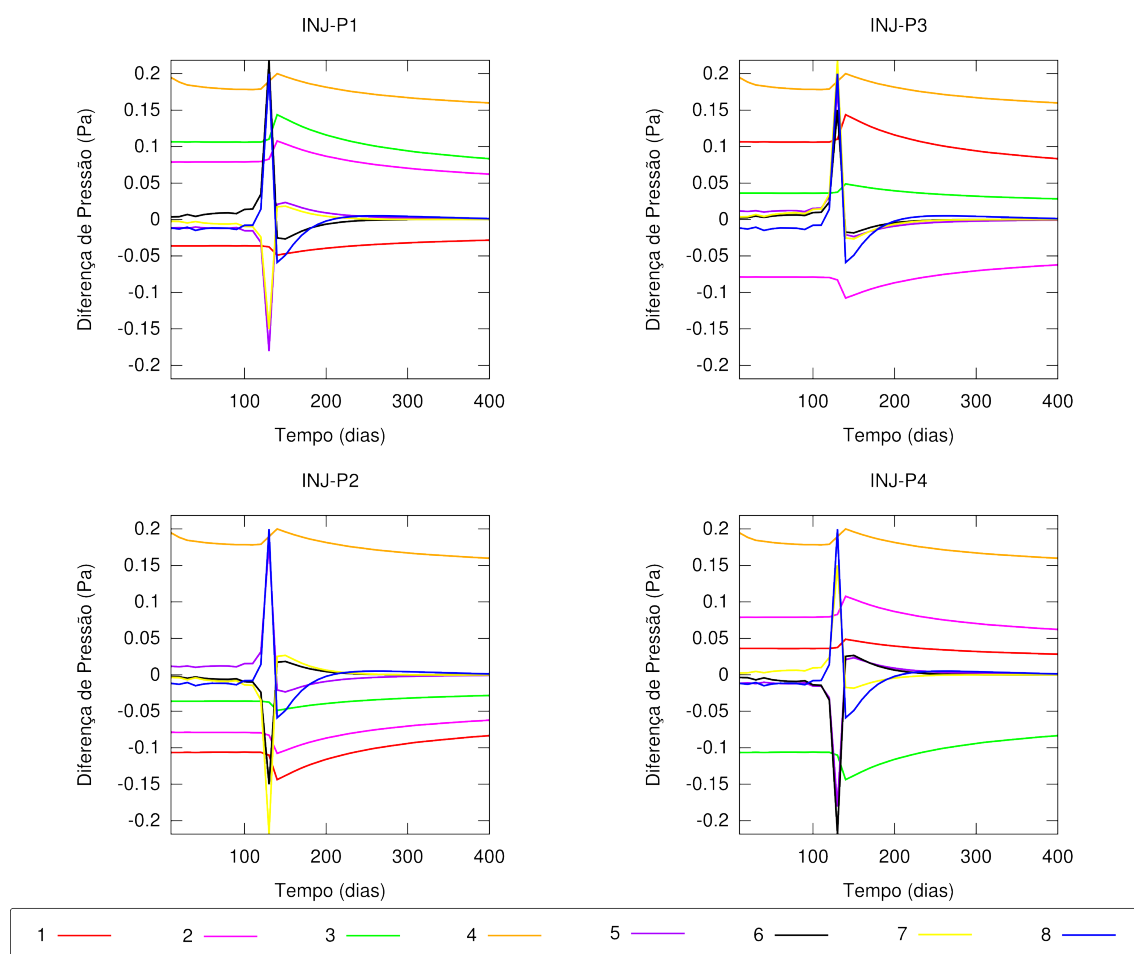 INJ-P1
Diferença de Pressão (Pa)
0.2
0.15
0.1
0.05
0
-0.05
-0.1
-0.15
-0.2
100 200 300 400
Tempo (dias)
INJ-P3
Diferença de Pressão (Pa)
0.2
0.15
0.1
0.05
0
-0.05
-0.1
-0.15
-0.2
100 200 300 400
Tempo (dias)
INJ-P2
Diferença de Pressão (Pa)
0.2
0.15
0.1
0.05
0
-0.05
-0.1
-0.15
-0.2
100 200 300 400
Tempo (dias)
INJ-P4
Diferença de Pressão (Pa)
0.2
0.15
0.1
0.05
0
-0.05
-0.1
-0.15
-0.2
100 200 300 400
Tempo (dias)
1 2 3 4 5 6 7 8